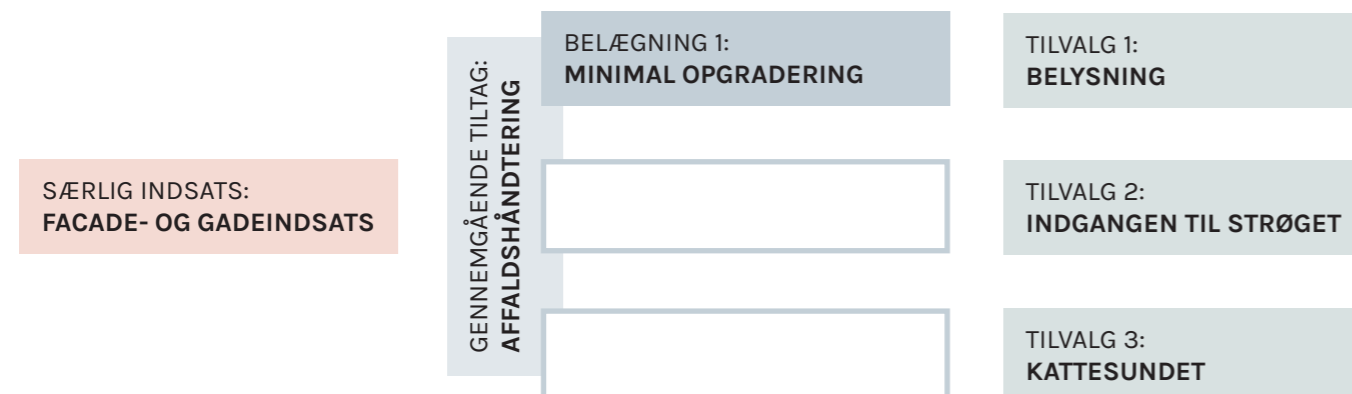 SÆRLIG INDSATS:
FACADE- OG GADEINDSATS
GENNEMGÅENDE TILTAG:
AFFALDSHÅNDTERING
BELÆGNING 1:
MINIMAL OPGRADERING
TILVALG 1:
BELYSNING
TILVALG 2:
INDGANGEN TIL STRØGET
TILVALG 3:
KATTESUNDET